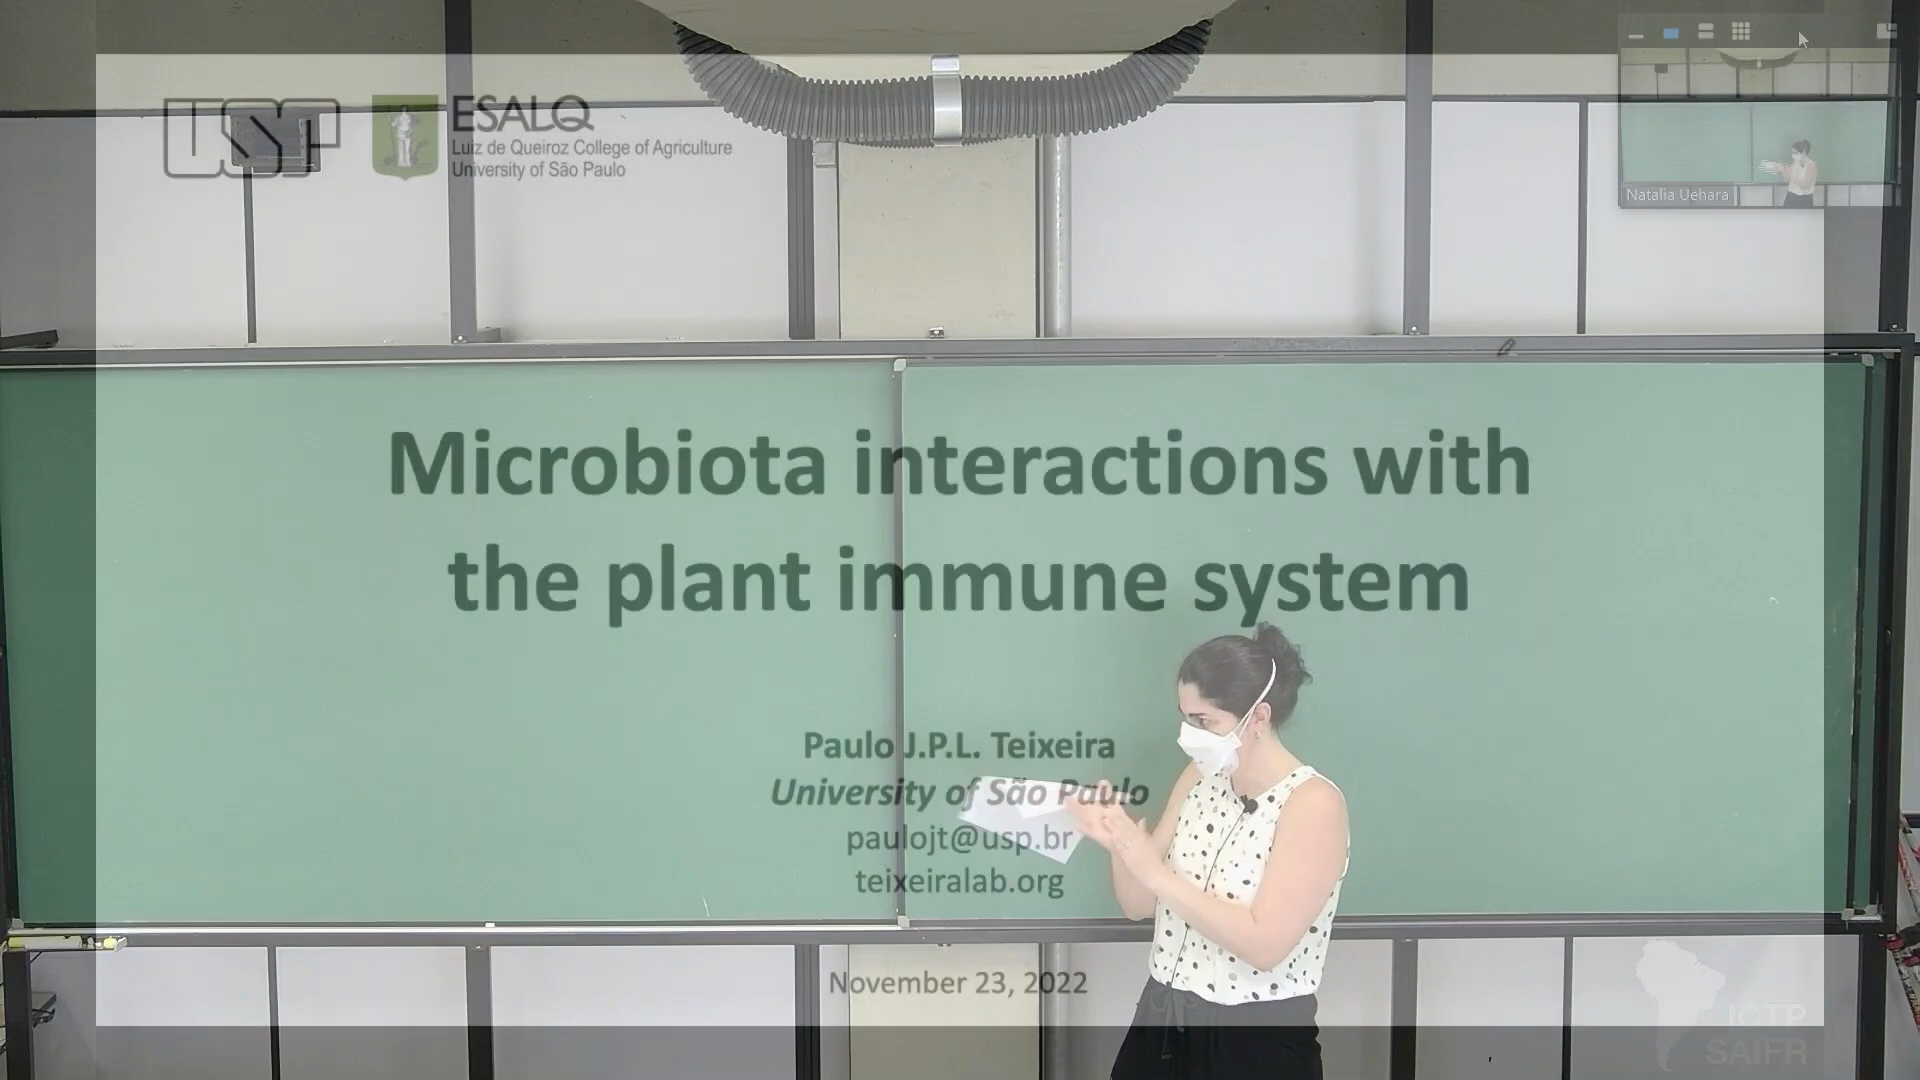 USP
ESALQ
Luiz de Queiroz College of Agriculture
University of São Paulo
Natalia Uehara
Microbiota interactions with
the plant immune system
Paulo J.P.L. Teixeira
University of São Paulo
paulojt@usp.br
teixeiralab.org
November 23, 2022
ICTP
SAIFR